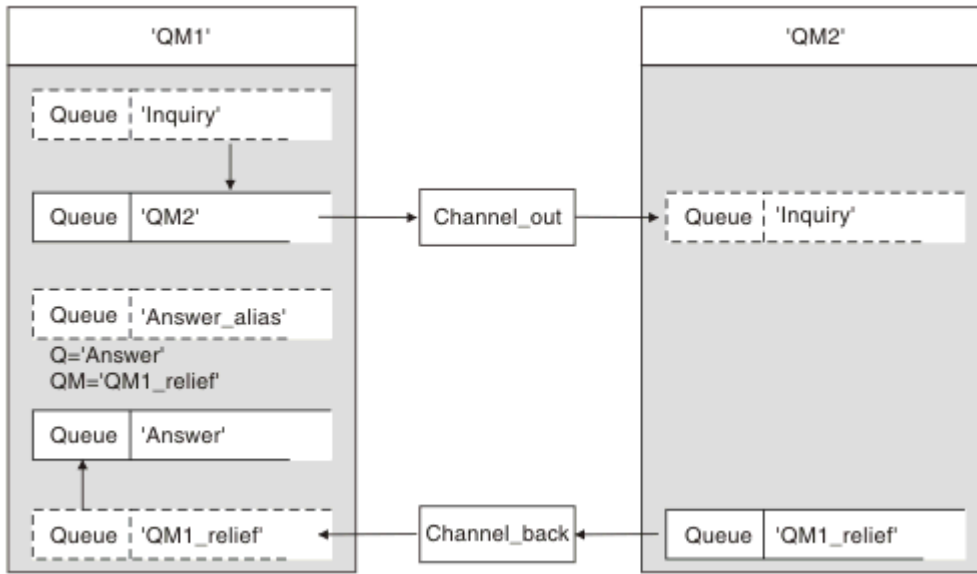 'QM1'
Queue 'Inquiry'
Queue 'QM2'
Queue 'Answer_alias'
Q='Answer'
QM='QM1_relief'
Queue 'Answer'
Queue 'QM1_relief'
Channel_out
Channel_back
'QM2'
Queue 'Inquiry'
Queue 'QM1_relief'